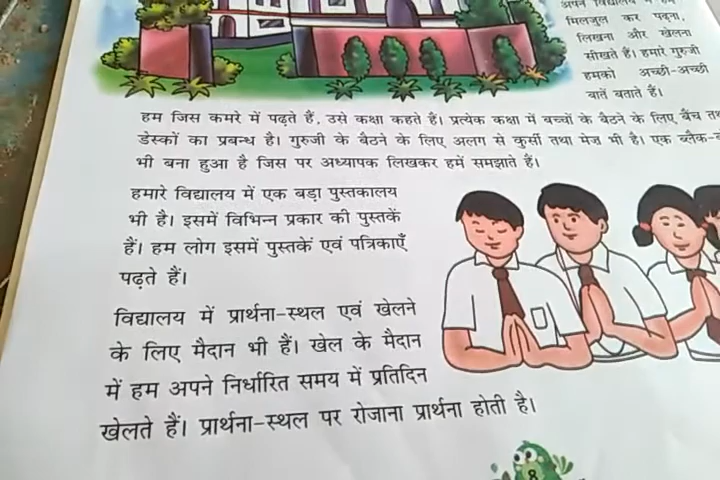 अपने विद्यालय में हम
मिलजुल कर पढ़ना,
लिखना और खेलना
सीखते हैं। हमारे गुरुजी
हमको अच्छी-अच्छी
बातें बताते हैं।
हम जिस कमरे में पढ़ते हैं, उसे कक्षा कहते हैं। प्रत्येक कक्षा में बच्चों के बैठने के लिए बैंच
डेस्कों का प्रबन्ध है। गुरुजी के बैठने के लिए अलग से कुर्सी तथा मेज भी है। एक ब्लैक-
भी बना हुआ है जिस पर अध्यापक लिखकर हमें समझाते हैं।
हमारे विद्यालय में एक बड़ा पुस्तकालय
भी है। इसमें विभिन्न प्रकार की पुस्तकें
हैं। हम लोग इसमें पुस्तकें एवं पत्रिकाएँ
पढ़ते हैं।
विद्यालय में प्रार्थना-स्थल एवं खेलने
के लिए मैदान भी हैं। खेल के मैदान
में हम अपने निर्धारित समय में प्रतिदिन
खेलते हैं। प्रार्थना-स्थल पर रोजाना प्रार्थना होती है।
8